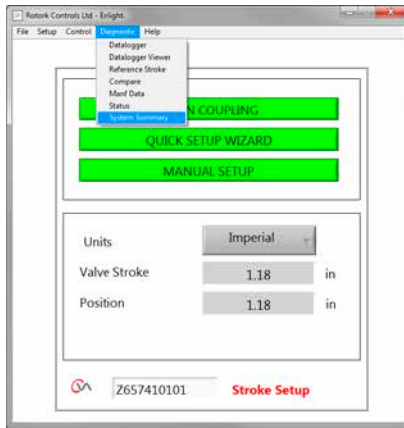 Rotork Controls Ltd - Enlight.
File Setup Control Diagnostic Help
Datalogger
Datalogger Viewer
Reference Stroke
Compare
Manf Data
Status
System Summary
N COUPLING
QUICK SETUP WIZARD
MANUAL SETUP
Units Imperial
Valve Stroke 1.18 in
Position 1.18 in
Z657410101 Stroke Setup